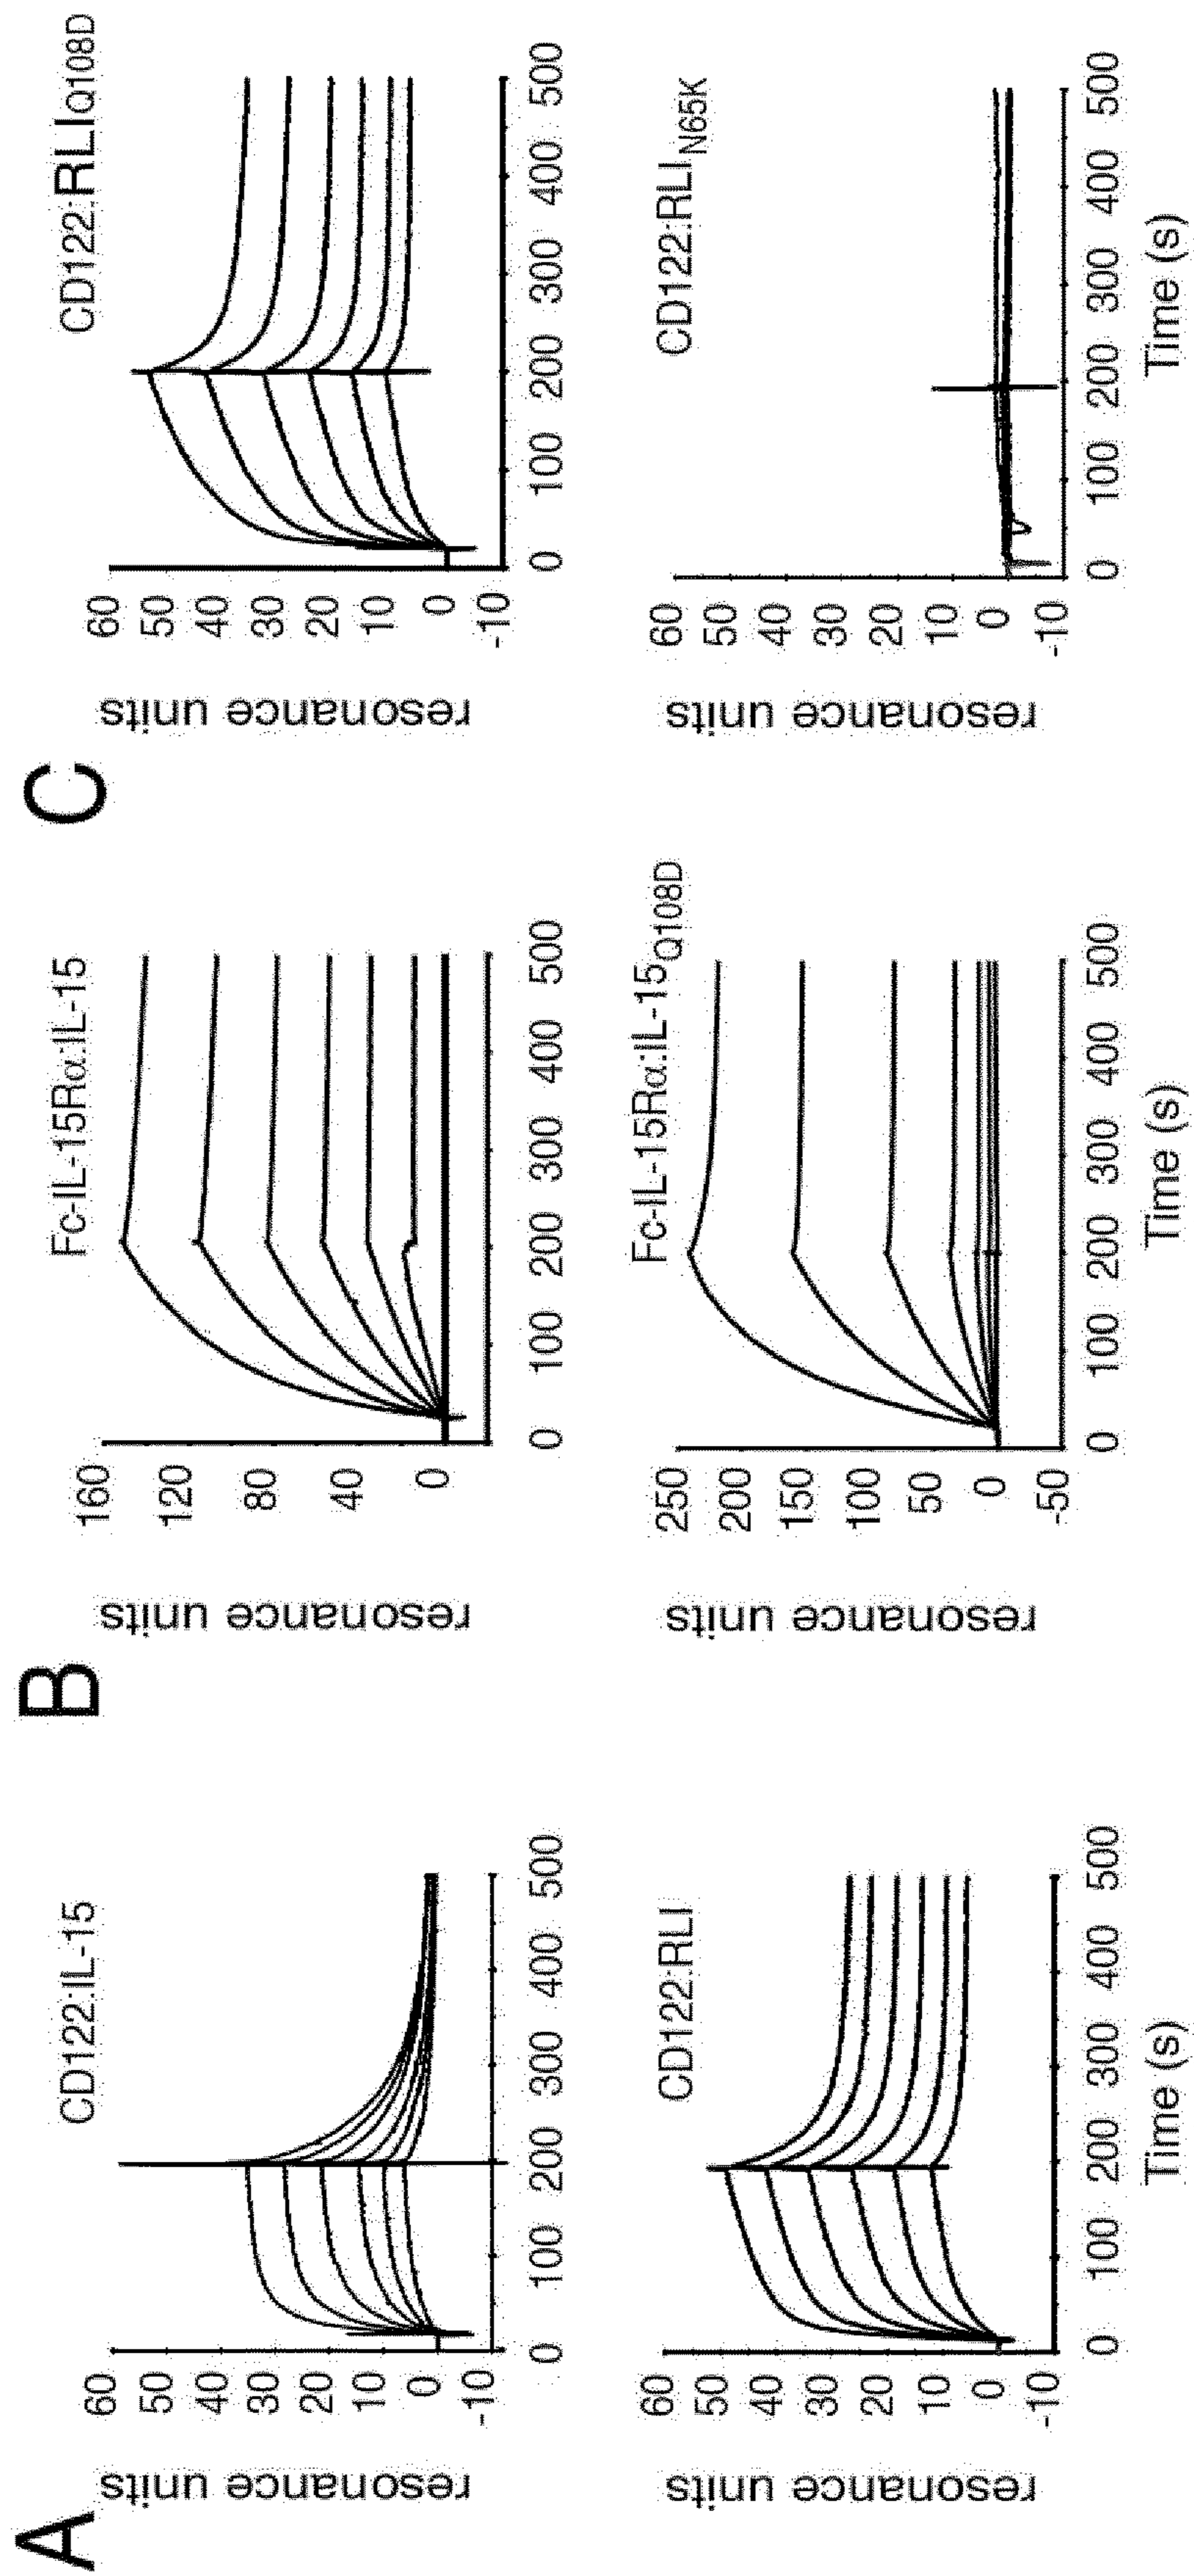 A
CD122:IL-15
resonance units
60
50
40
30
20
10
0
-10
0 100 200 300 400 500
CD122:RLI
resonance units
60
50
40
30
20
10
0
-10
0 100 200 300 400 500
Time (s)
B
Fc-IL-15Rα:IL-15
resonance units
160
120
80
40
0
0 100 200 300 400 500
Fc-IL-15Rα:IL-15Q108D
resonance units
250
200
150
100
50
0
-50
0 100 200 300 400 500
Time (s)
C
CD122:RLIQ108D
resonance units
60
50
40
30
20
10
0
-10
0 100 200 300 400 500
CD122:RLIN65K
resonance units
60
50
40
30
20
10
0
-10
0 100 200 300 400 500
Time (s)